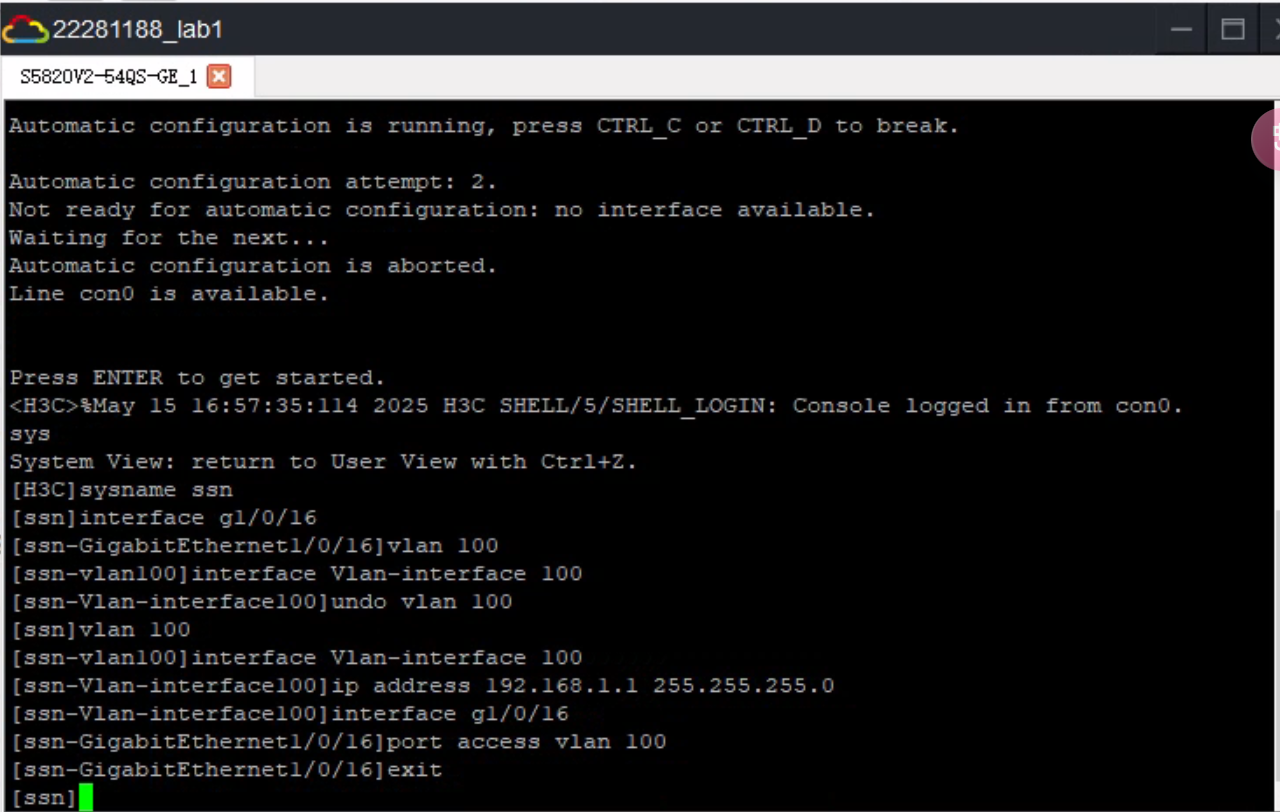 22281188_lab1
S5820V2-54QS-GE_1
Automatic configuration is running, press CTRL_C or CTRL_D to break.
Automatic configuration attempt: 2.
Not ready for automatic configuration: no interface available.
Waiting for the next...
Automatic configuration is aborted.
Line con0 is available.
Press ENTER to get started.
<H3C>%May 15 16:57:35:114 2025 H3C SHELL/5/SHELL_LOGIN: Console logged in from con0.
sys
System View: return to User View with Ctrl+Z.
[H3C]sysname ssn
[ssn]interface g1/0/16
[ssn-GigabitEthernet1/0/16]vlan 100
[ssn-vlan100]interface Vlan-interface 100
[ssn-Vlan-interface100]undo vlan 100
[ssn]vlan 100
[ssn-vlan100]interface Vlan-interface 100
[ssn-Vlan-interface100]ip address 192.168.1.1 255.255.255.0
[ssn-Vlan-interface100]interface g1/0/16
[ssn-GigabitEthernet1/0/16]port access vlan 100
[ssn-GigabitEthernet1/0/16]exit
[ssn]